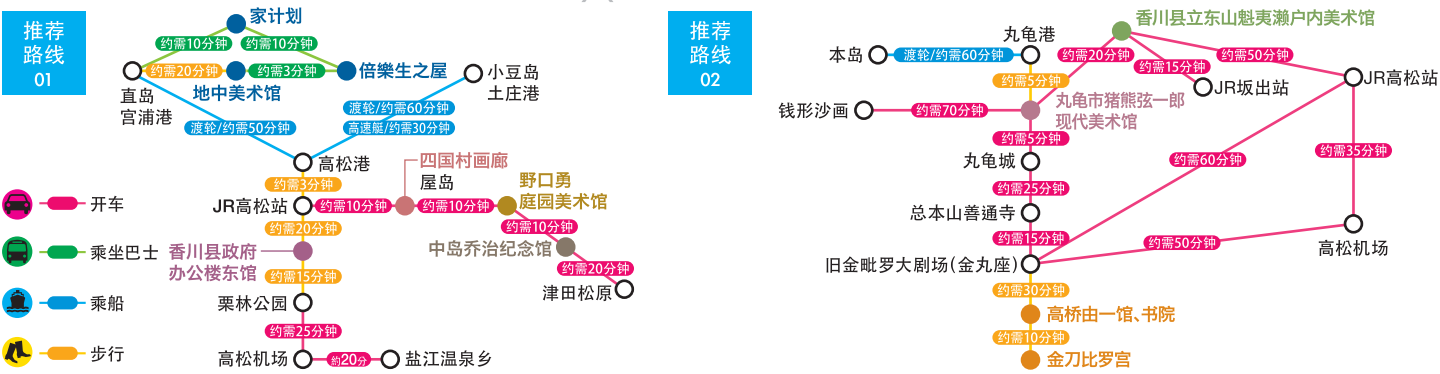 推荐
路线
01
家计划
约需10分钟
约需10分钟
约需20分钟
约需3分钟
倍樂生之屋
直岛
宫浦港
地中美术馆
小豆岛
土庄港
渡轮/约需60分钟
渡轮/约需50分钟
高速艇/约需30分钟
高松港
约需3分钟
四国村画廊
屋岛
野口勇
庭园美术馆
JR高松站
约需10分钟
约需10分钟
约需20分钟
约需10分钟
香川县政府
办公楼东馆
中岛乔治纪念馆
约需15分钟
约需20分钟
栗林公园
津田松原
约需25分钟
高松机场
約20分
盐江温泉乡
开车
乘坐巴士
乘船
步行
推荐
路线
02
香川县立东山魁夷濑户内美术馆
丸龟港
本岛
渡轮/约需60分钟
约需20分钟
约需50分钟
约需15分钟
约需5分钟
JR高松站
JR坂出站
钱形沙画
约需70分钟
丸龟市猪熊弦一郎
现代美术馆
约需5分钟
丸龟城
约需60分钟
约需35分钟
约需25分钟
总本山善通寺
约需15分钟
约需50分钟
高松机场
旧金毗罗大剧场(金丸座)
约需30分钟
高桥由一馆、书院
约需10分钟
金刀比罗宫